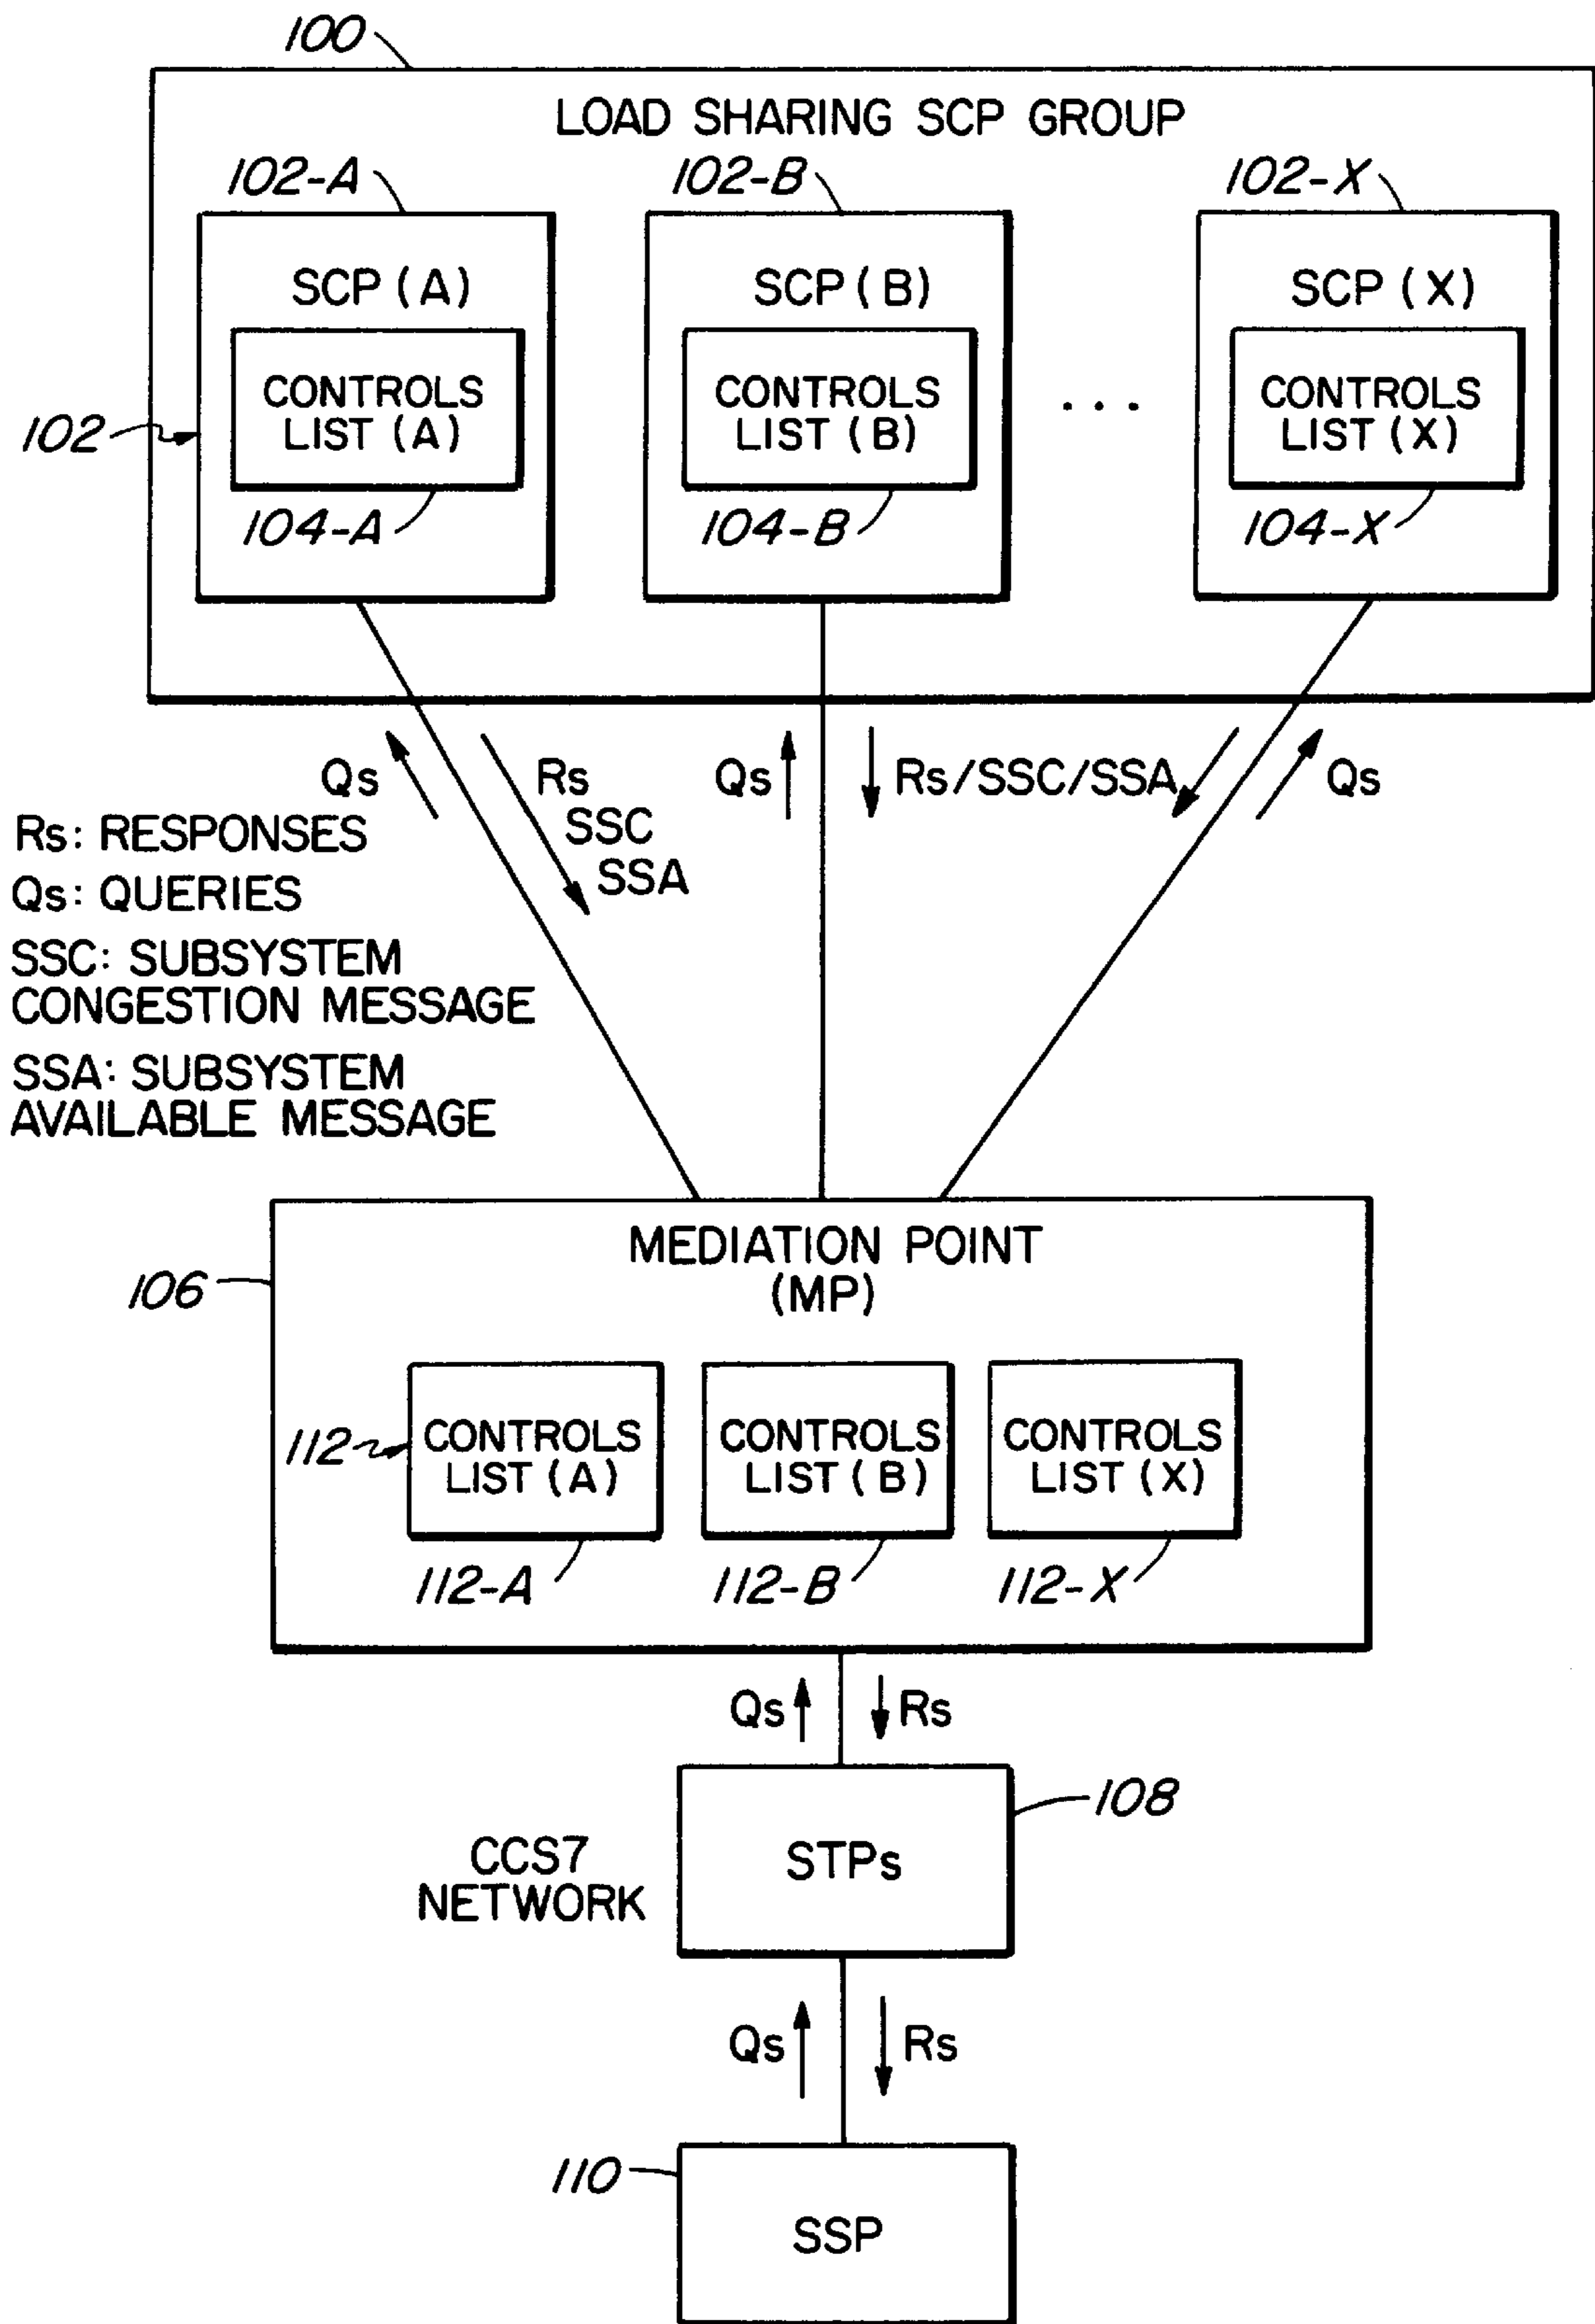 100
LOAD SHARING SCP GROUP
102-A
102-B
102-X
SCP (A)
SCP (B)
SCP (X)
CONTROLS
LIST (A)
CONTROLS
LIST (B)
. . .
CONTROLS
LIST (X)
102
104-A
104-B
104-X
Qs
Rs
SSC
SSA
Qs
Rs/SSC/SSA
Qs
Rs: RESPONSES
Qs: QUERIES
SSC: SUBSYSTEM
CONGESTION MESSAGE
SSA: SUBSYSTEM
AVAILABLE MESSAGE
MEDIATION POINT
(MP)
106
112
CONTROLS
LIST (A)
CONTROLS
LIST (B)
CONTROLS
LIST (X)
112-A
112-B
112-X
Qs
Rs
108
CCS7
NETWORK
STPs
Qs
Rs
110
SSP